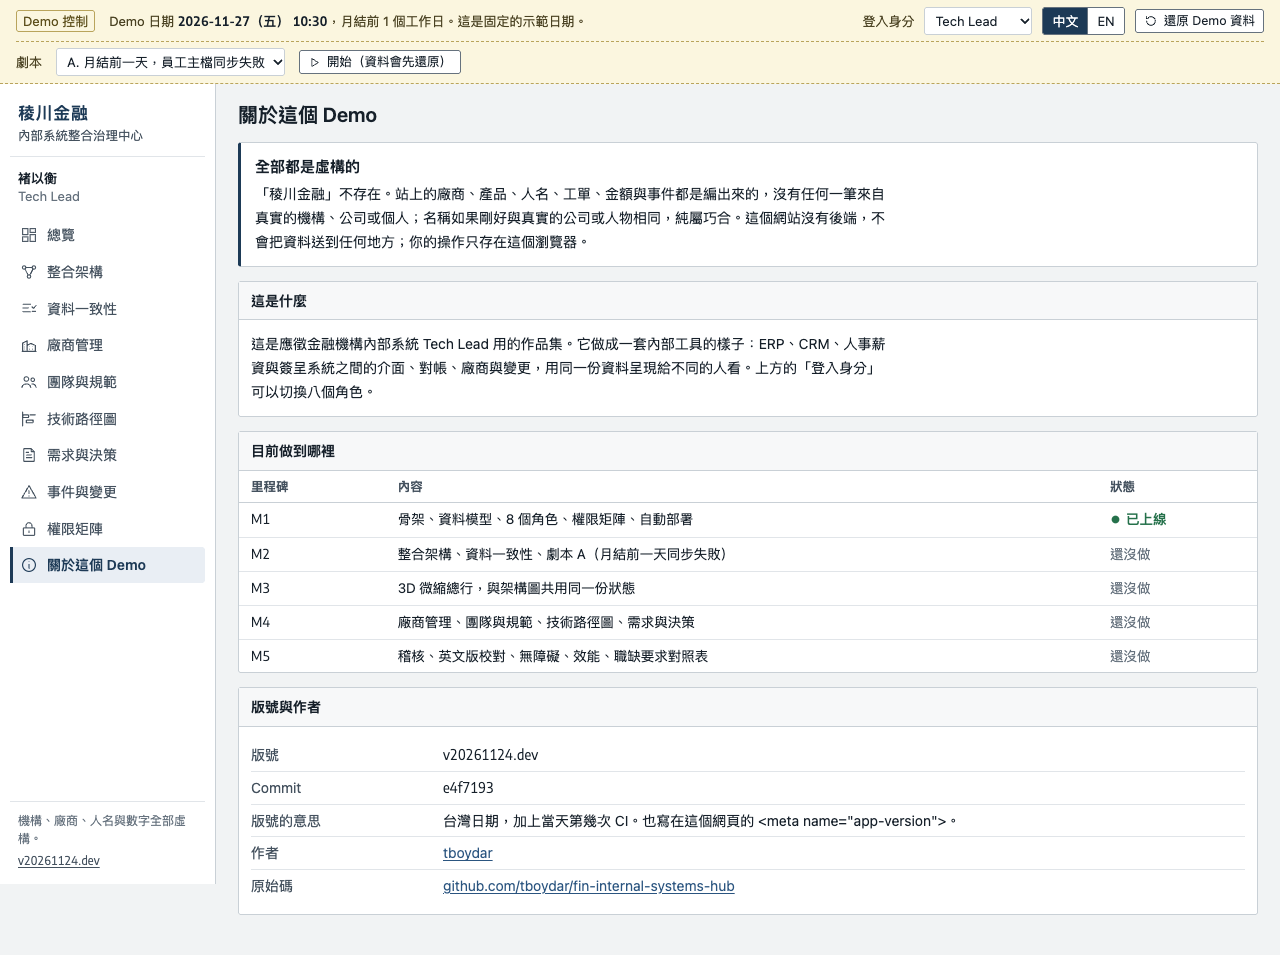 Demo 控制
Demo 日期 2026-11-27（五） 10:30，月結前 1 個工作日。這是固定的示範日期。
登入身分
Tech Lead
中文
EN
還原 Demo 資料
劇本
A. 月結前一天，員工主檔同步失敗
開始（資料會先還原）
稜川金融
內部系統整合治理中心
褚以衡
Tech Lead
總覽
整合架構
資料一致性
廠商管理
團隊與規範
技術路徑圖
需求與決策
事件與變更
權限矩陣
關於這個 Demo
機構、廠商、人名與數字全部虛
構。
v20261124.dev
關於這個 Demo
全部都是虛構的
「稜川金融」不存在。站上的廠商、產品、人名、工單、金額與事件都是編出來的，沒有任何一筆來自
真實的機構、公司或個人；名稱如果剛好與真實的公司或人物相同，純屬巧合。這個網站沒有後端，不
會把資料送到任何地方；你的操作只存在這個瀏覽器。
這是什麼
這是應徵金融機構內部系統 Tech Lead 用的作品集。它做成一套內部工具的樣子：ERP、CRM、人事薪
資與簽呈系統之間的介面、對帳、廠商與變更，用同一份資料呈現給不同的人看。上方的「登入身分」
可以切換八個角色。
目前做到哪裡
里程碑 內容 狀態
M1 骨架、資料模型、8 個角色、權限矩陣、自動部署 已上線
M2 整合架構、資料一致性、劇本 A（月結前一天同步失敗） 還沒做
M3 3D 微縮總行，與架構圖共用同一份狀態 還沒做
M4 廠商管理、團隊與規範、技術路徑圖、需求與決策 還沒做
M5 稽核、英文版校對、無障礙、效能、職缺要求對照表 還沒做
版號與作者
版號 v20261124.dev
Commit e4f7193
版號的意思 台灣日期，加上當天第幾次 CI。也寫在這個網頁的 <meta name="app-version">。
作者 tboydar
原始碼 github.com/tboydar/fin-internal-systems-hub